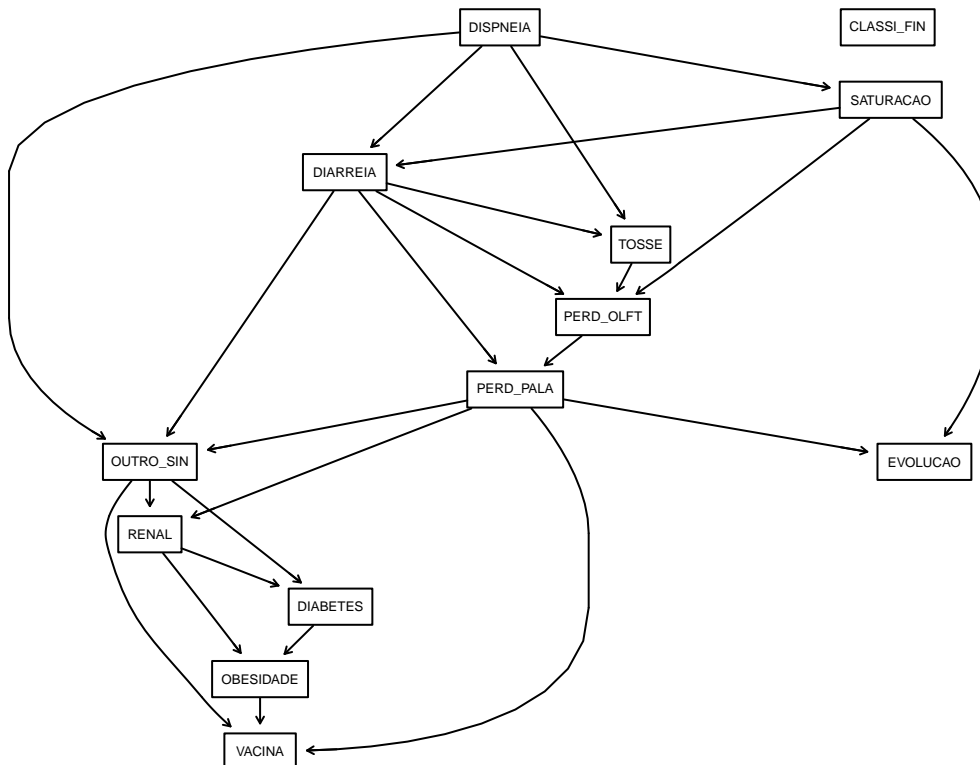 DISPNEIA
CLASSI_FIN
SATURACAO
DIARREIA
TOSSE
PERD_OLFT
PERD_PALA
OUTRO_SIN
EVOLUCAO
RENAL
DIABETES
OBESIDADE
VACINA